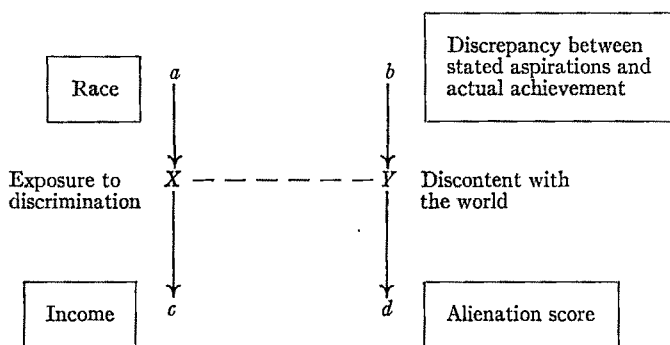 Race
a
b
Discrepancy between
stated aspirations and
actual achievement
Exposure to
discrimination
X
Y
Discontent with
the world
Income
c
d
Alienation score